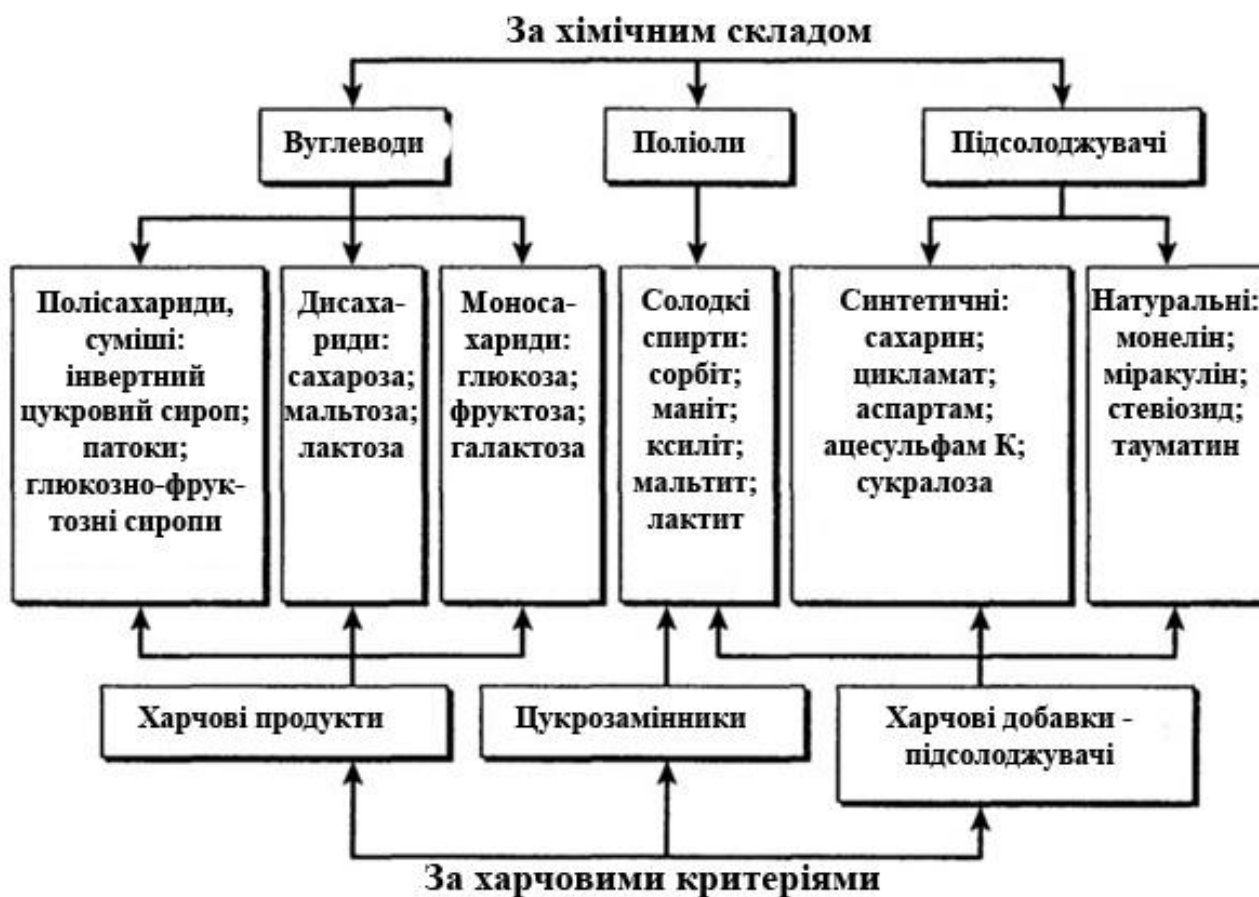 За хімічним складом
Вуглеводи
Поліоли
Підсолоджувачі
Полісахариди,
суміші:
інвертний
цукровий сироп;
патоки;
глюкозно-фрук-
тозні сиропи
Дисаха-
риди:
сахароза;
мальтоза;
лактоза
Моноса-
хариди:
глюкоза;
фруктоза;
галактоза
Солодкі
спирти:
сорбіт;
маніт;
ксиліт;
мальтит;
лактит
Синтетичні:
сахарин;
цикламат;
аспартам;
ацесульфам К;
сукралоза
Натуральні:
монелін;
міракулін;
стевіозид;
тауматин
Харчові продукти
Цукрозамінники
Харчові добавки -
підсолоджувачі
За харчовими критеріями